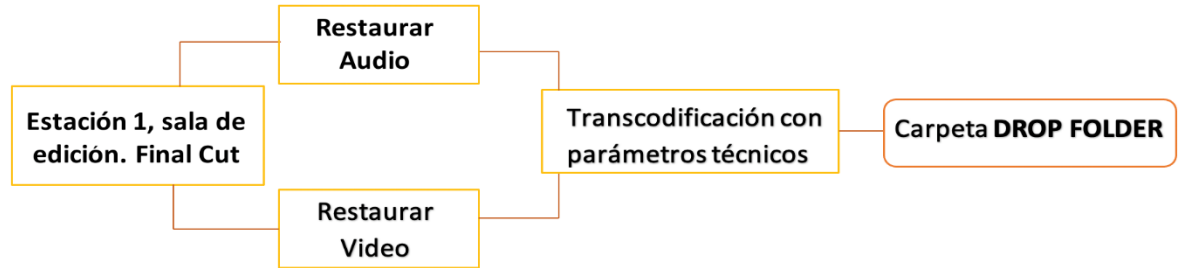 Restaurar
Audio
Estación 1, sala de
edición. Final Cut
Transcodificación con
parámetros técnicos
Carpeta DROP FOLDER
Restaurar
Video